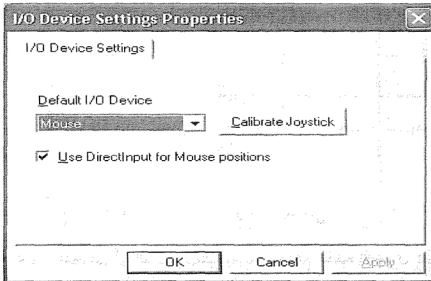 I/O Device Settings Properties
I/O Device Settings
Default I/O Device
Mouse
Calibrate Joystick
Use DirectInput for Mouse positions
OK
Cancel
Apply